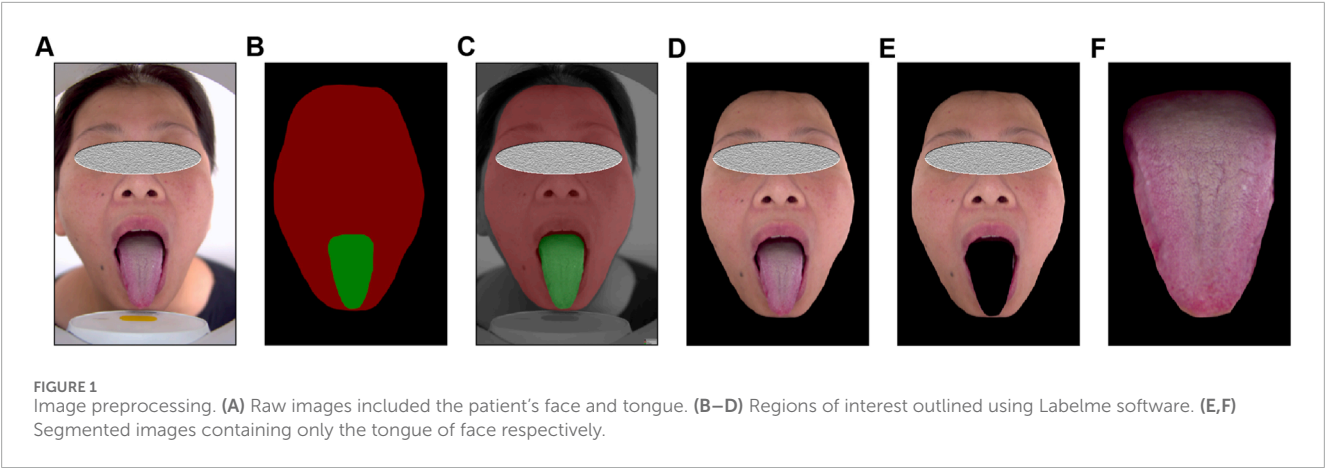 A B C D E F
FIGURE 1
Image preprocessing. (A) Raw images included the patient's face and tongue. (B–D) Regions of interest outlined using Labelme software. (E,F)
Segmented images containing only the tongue of face respectively.